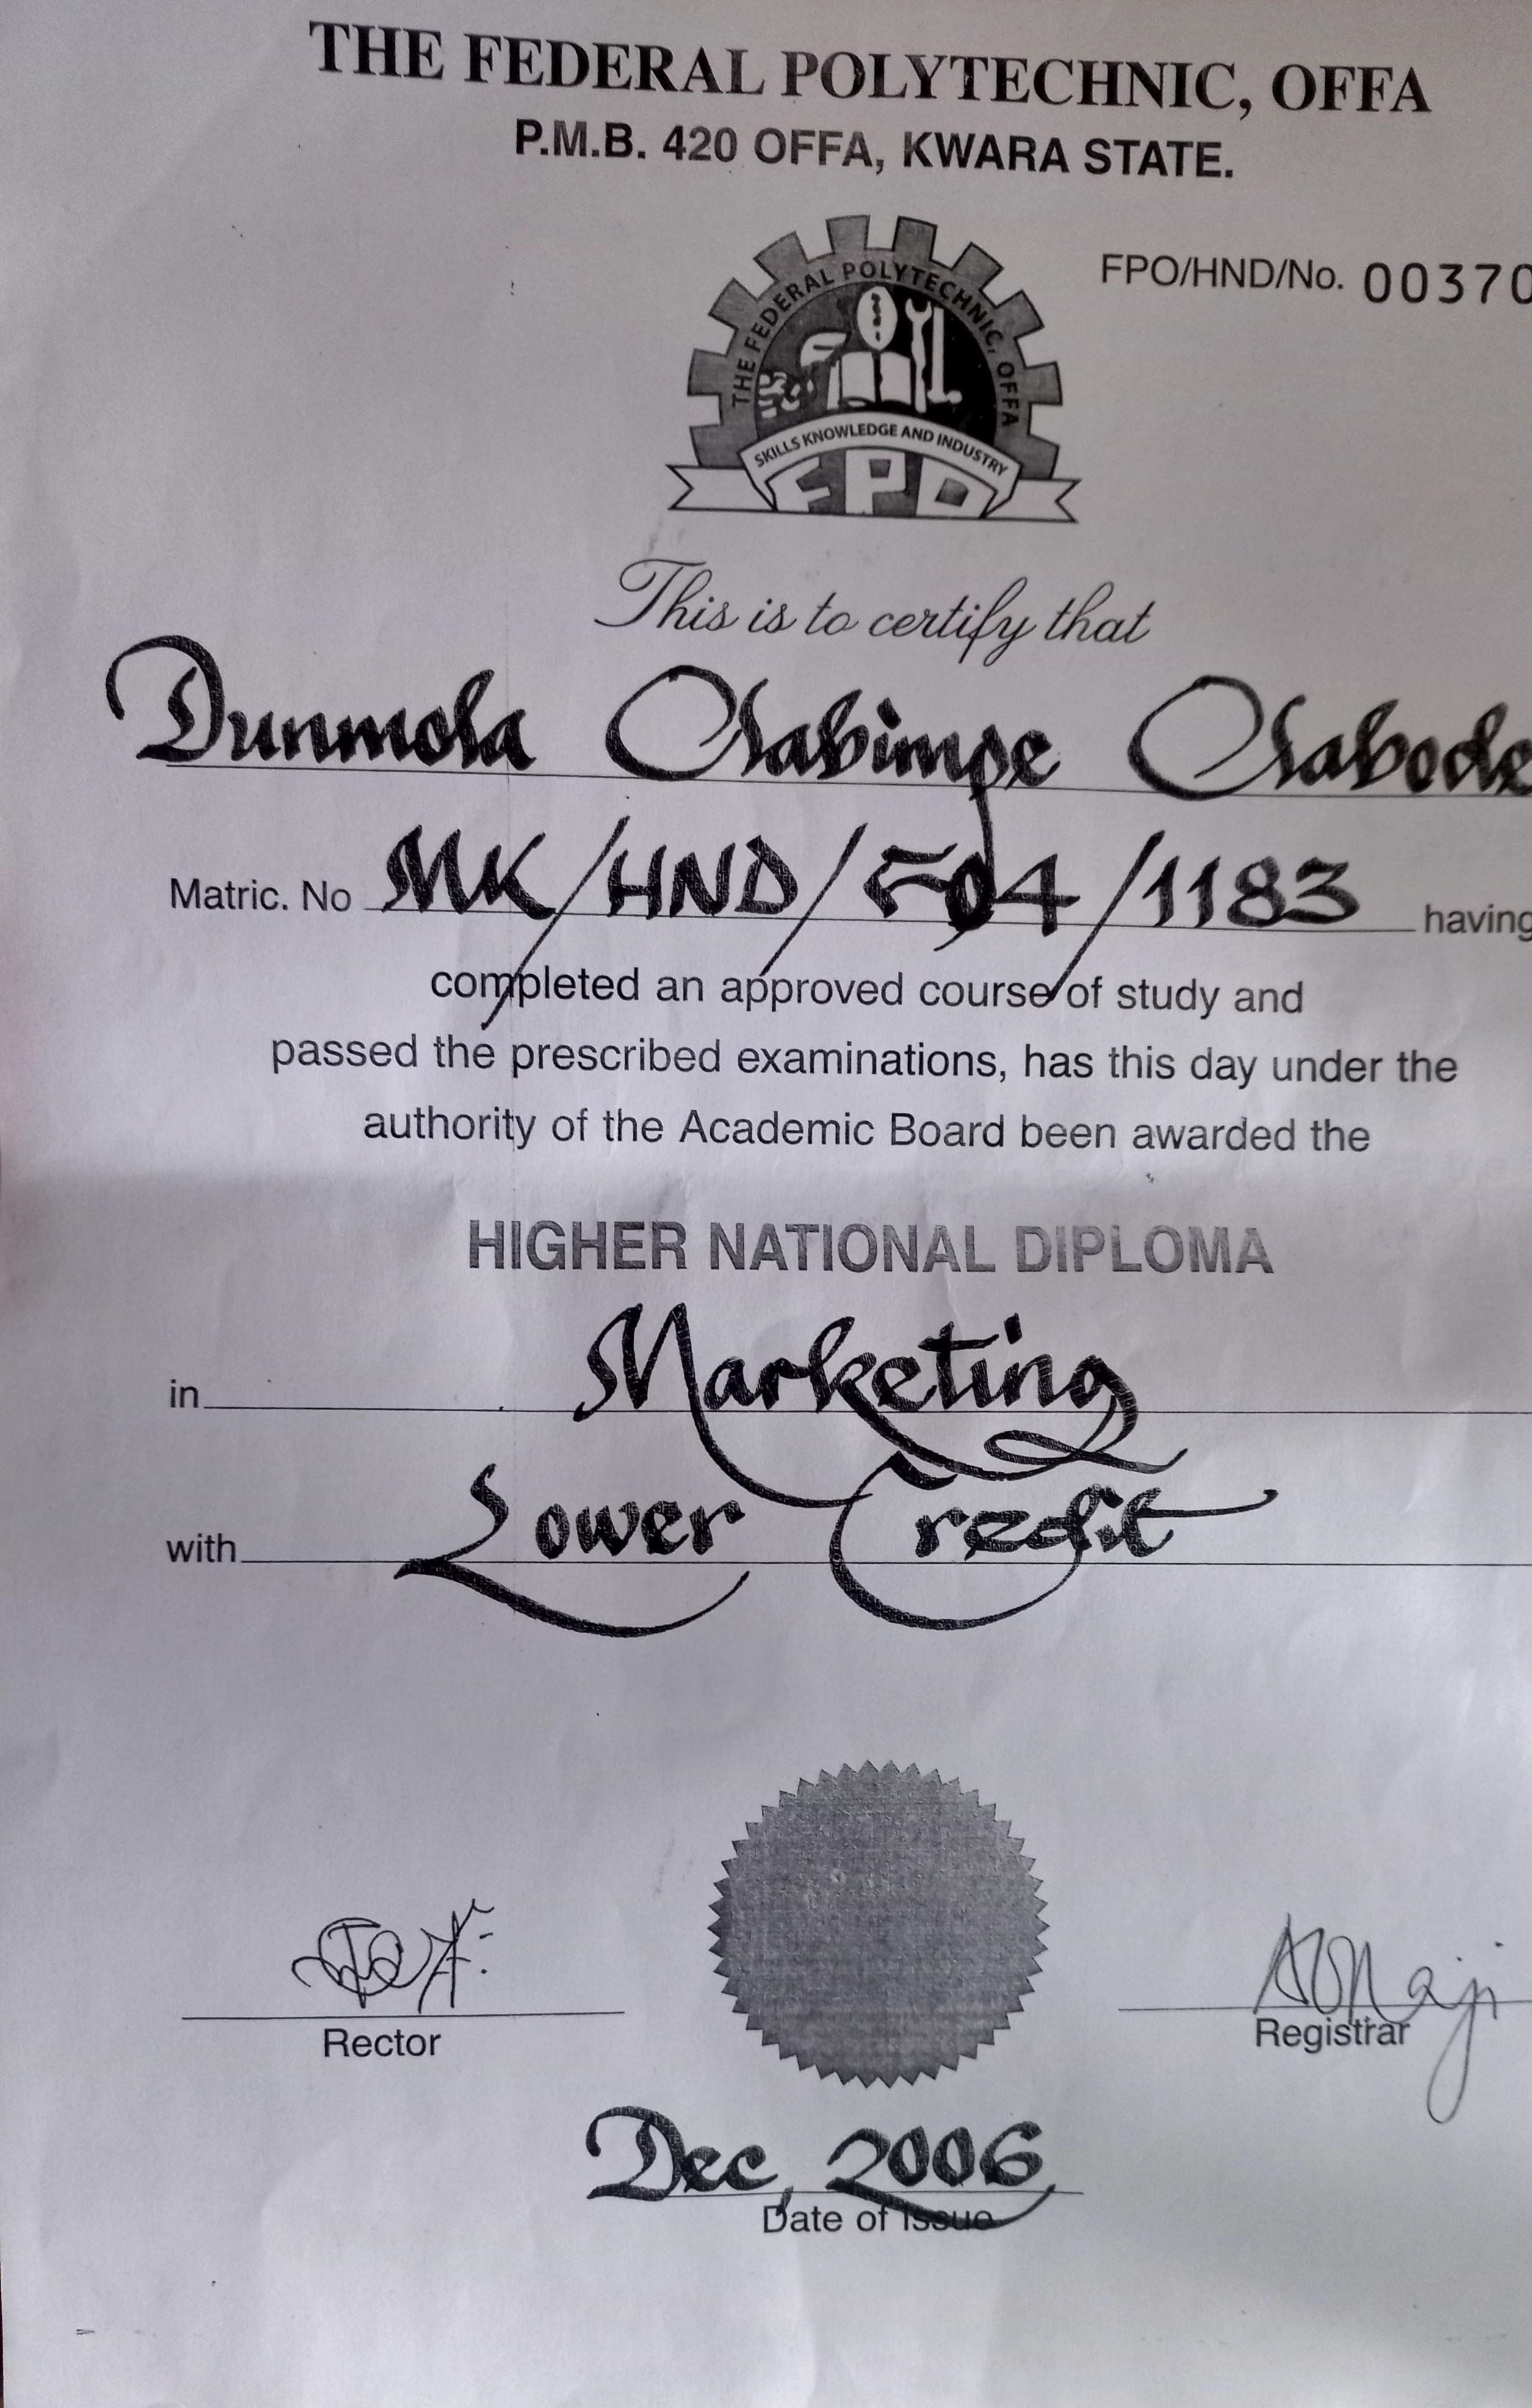 THE FEDERAL POLYTECHNIC, OFFA
P.M.B. 420 OFFA, KWARA STATE.
FPO/HND/No. 00370
THE FEDERAL POLYTECHNIC, OFFA
SKILLS KNOWLEDGE AND INDUSTRY
FPO
This is to certify that
Dunmola Olabimpe Olabode
Matric. No MK/HND/F04/1183 having
completed an approved course of study and
passed the prescribed examinations, has this day under the
authority of the Academic Board been awarded the
HIGHER NATIONAL DIPLOMA
in Marketing
with Lower Credit
Rector
Registrar
Dec, 2006
Date of Issue